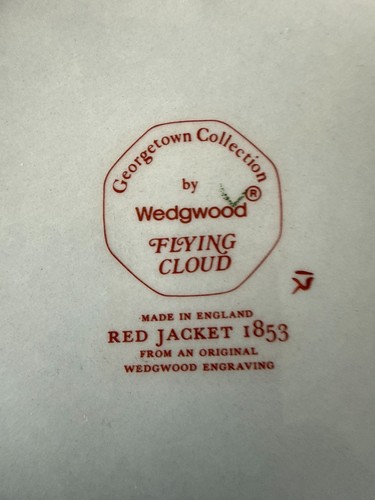 Georgetown Collection
by
Wedgwood®
FLYING
CLOUD
MADE IN ENGLAND
RED JACKET 1853
FROM AN ORIGINAL
WEDGWOOD ENGRAVING